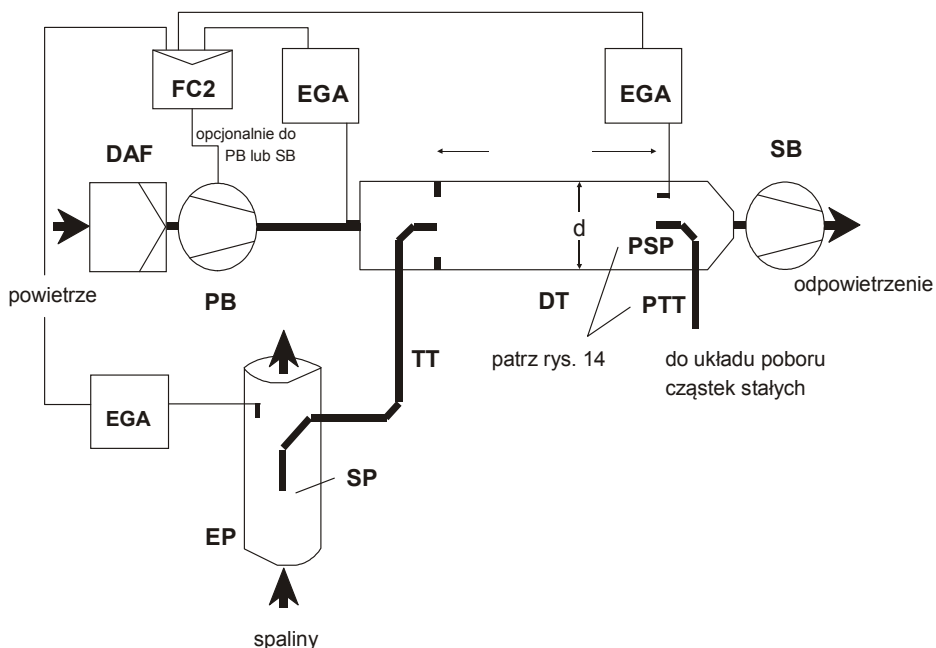 FC2
EGA
EGA
opcjonalnie do
PB lub SB
DAF
SB
d
PSP
powietrze
PB
DT
PTT
odpowietrzenie
TT
patrz rys. 14
do układu poboru
cząstek stałych
EGA
SP
EP
spaliny